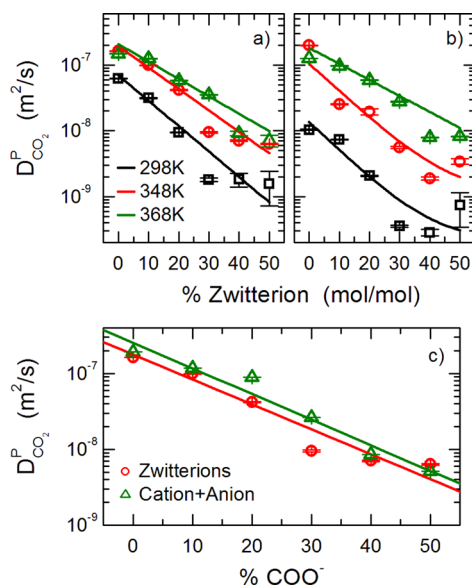 a)
b)
10⁻⁷
10⁻⁸
10⁻⁹
Dᴾ_CO₂ (m²/s)
298K
348K
368K
0 10 20 30 40 50
0 10 20 30 40 50
% Zwitterion (mol/mol)
c)
10⁻⁷
10⁻⁸
10⁻⁹
Dᴾ_CO₂ (m²/s)
Zwitterions
Cation+Anion
0 10 20 30 40 50
% COO⁻